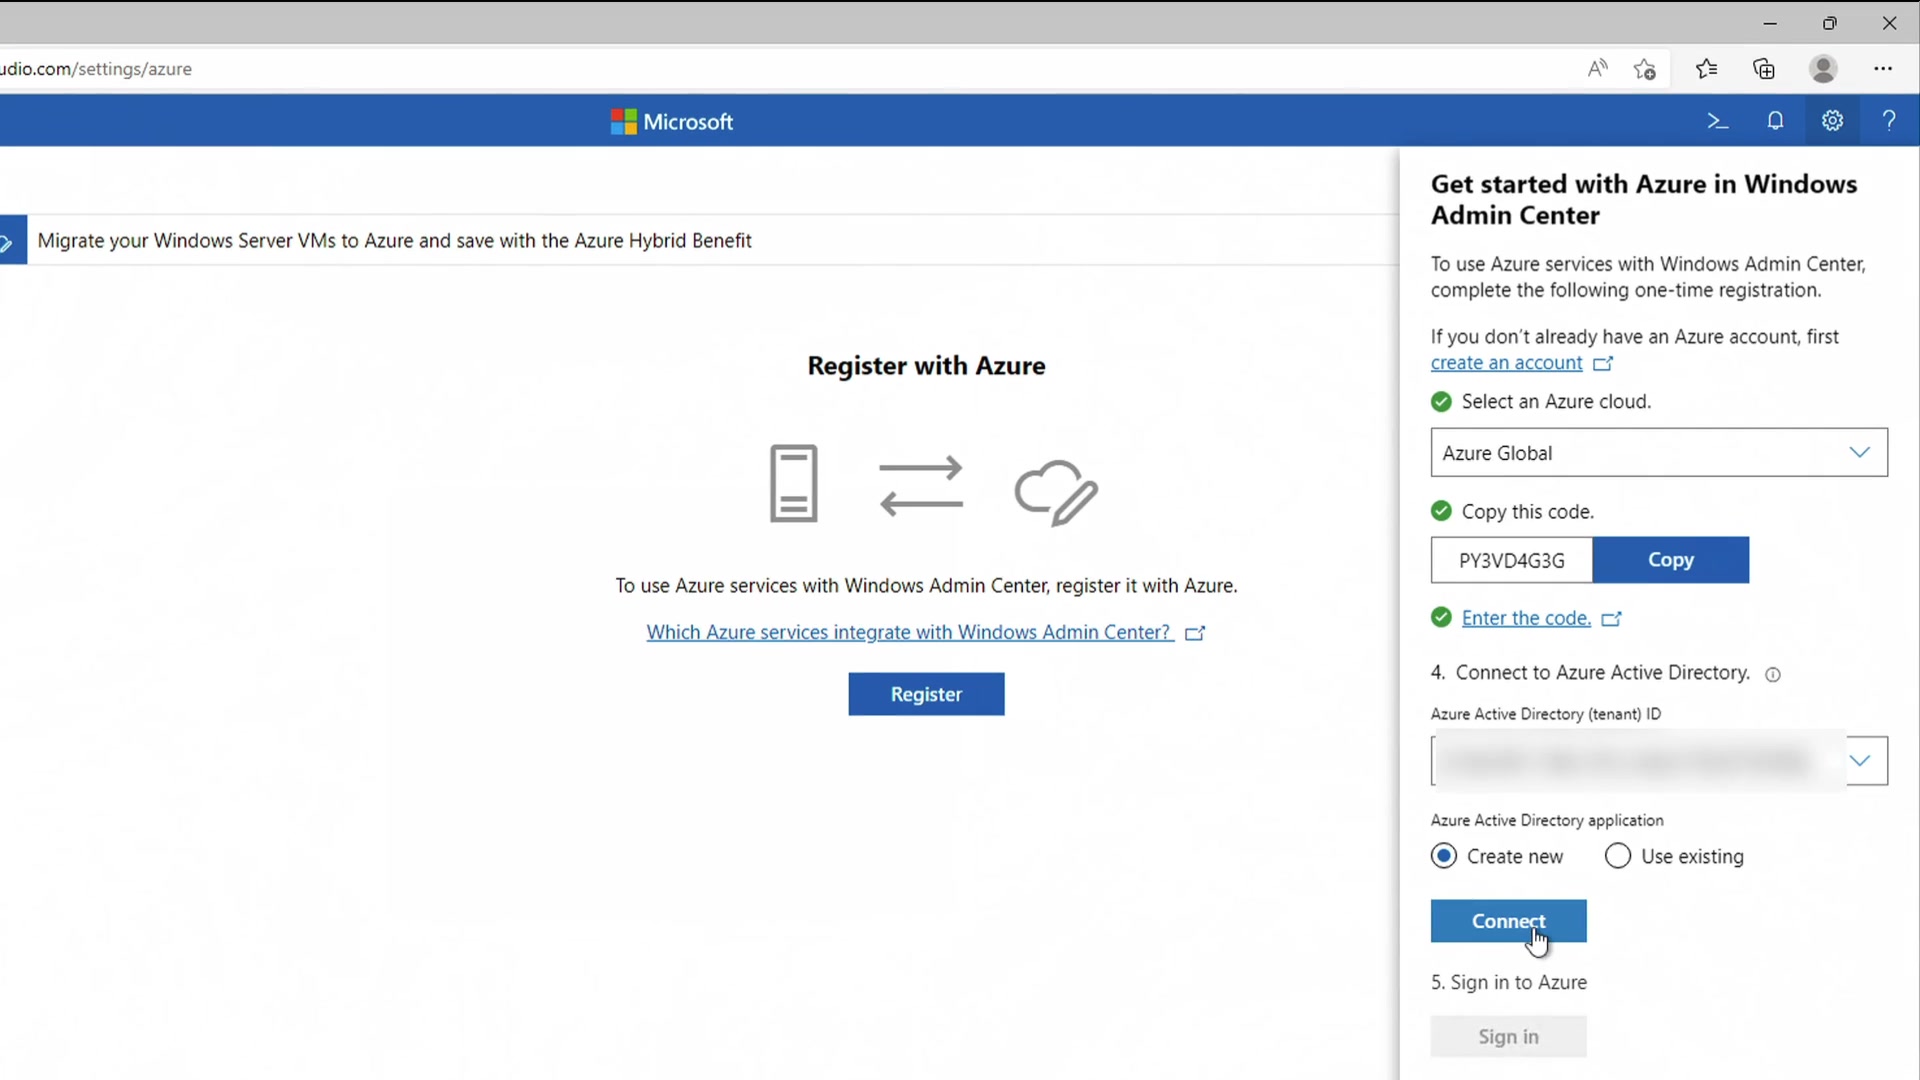 udio.com/settings/azure
Microsoft
Migrate your Windows Server VMs to Azure and save with the Azure Hybrid Benefit
Register with Azure
To use Azure services with Windows Admin Center, register it with Azure.
Which Azure services integrate with Windows Admin Center?
Register
Get started with Azure in Windows
Admin Center
To use Azure services with Windows Admin Center,
complete the following one-time registration.
If you don't already have an Azure account, first
create an account
Select an Azure cloud.
Azure Global
Copy this code.
PY3VD4G3G Copy
Enter the code.
4. Connect to Azure Active Directory.
Azure Active Directory (tenant) ID
Azure Active Directory application
Create new Use existing
Connect
5. Sign in to Azure
Sign in